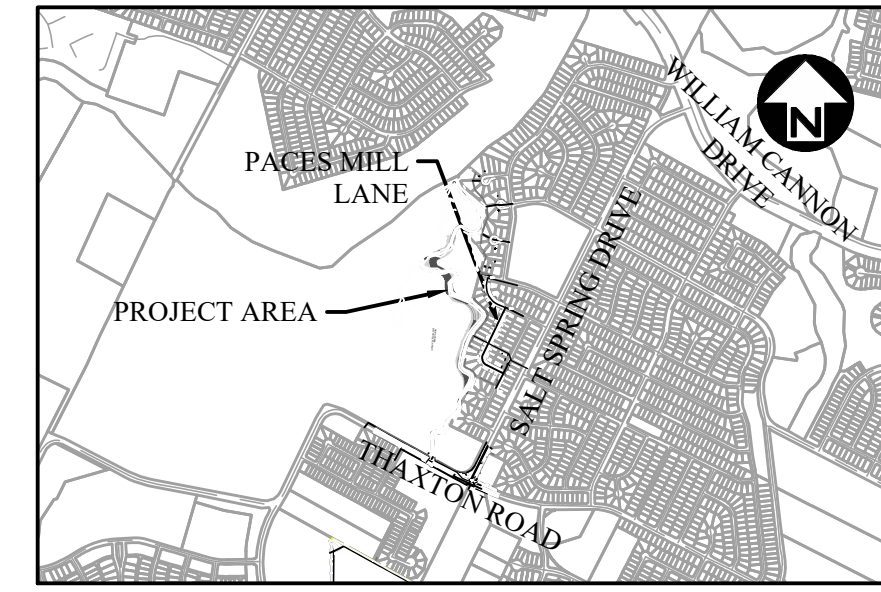 WILLIAM CANNON
DRIVE
N
PACES MILL
LANE
SALT SPRING DRIVE
PROJECT AREA
THAXTON ROAD